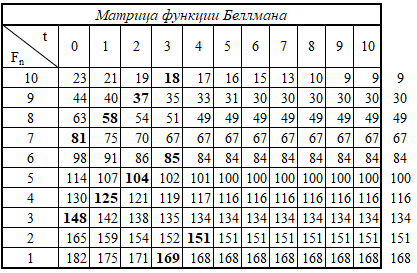 Матрица функции Беллмана
t
Fn 0 1 2 3 4 5 6 7 8 9 10
10 23 21 19 18 17 16 15 13 10 9 9 9
9 44 40 37 35 33 31 30 30 30 30 30 30
8 63 58 54 51 49 49 49 49 49 49 49 49
7 81 75 70 67 67 67 67 67 67 67 67 67
6 98 91 86 85 84 84 84 84 84 84 84 84
5 114 107 104 102 101 100 100 100 100 100 100 100
4 130 125 121 119 117 116 116 116 116 116 116 116
3 148 142 138 135 134 134 134 134 134 134 134 134
2 165 159 154 152 151 151 151 151 151 151 151 151
1 182 175 171 169 168 168 168 168 168 168 168 168